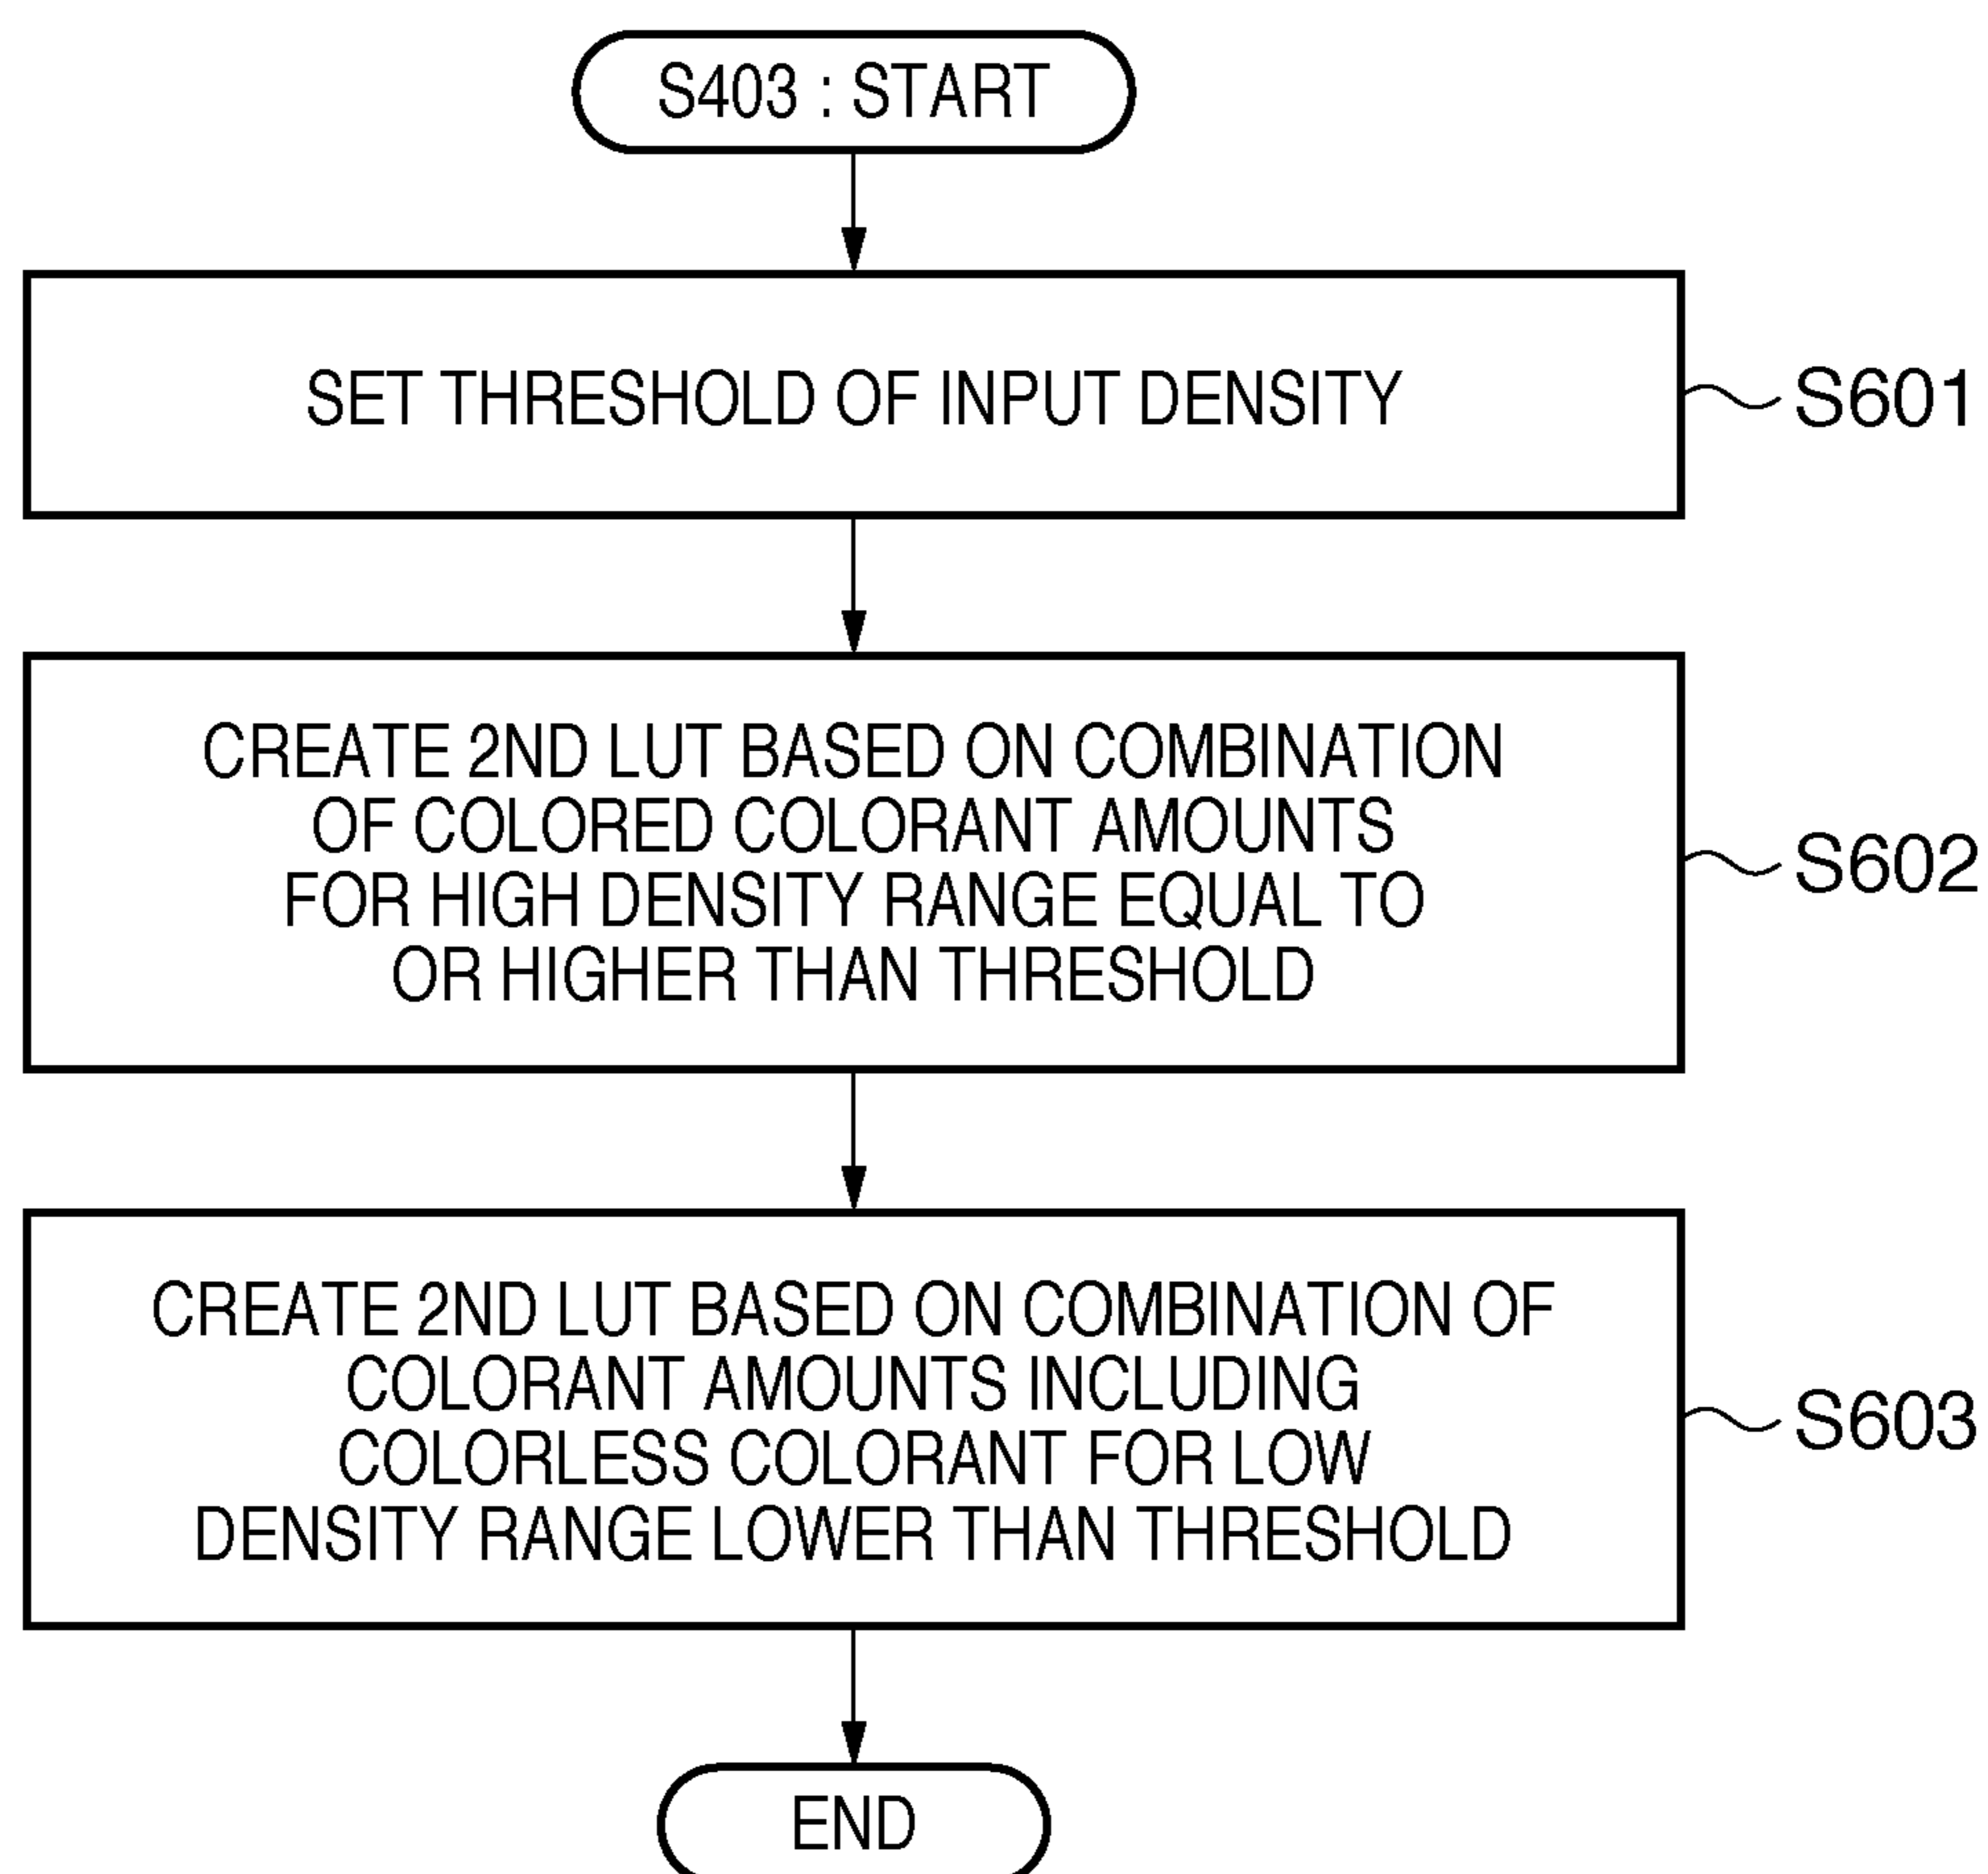 S403 : START
SET THRESHOLD OF INPUT DENSITY
S601
CREATE 2ND LUT BASED ON COMBINATION
OF COLORED COLORANT AMOUNTS
FOR HIGH DENSITY RANGE EQUAL TO
OR HIGHER THAN THRESHOLD
S602
CREATE 2ND LUT BASED ON COMBINATION OF
COLORANT AMOUNTS INCLUDING
COLORLESS COLORANT FOR LOW
DENSITY RANGE LOWER THAN THRESHOLD
S603
END